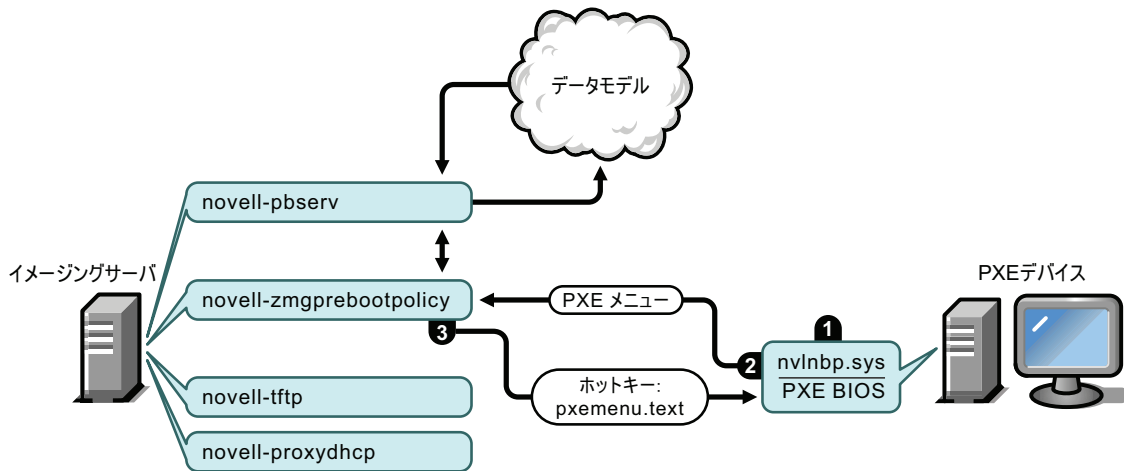 データモデル
novell-pbserv
イメージングサーバ
PXEデバイス
novell-zmgprebootpolicy
PXE メニュー
1
3
2
nvlnbp.sys
PXE BIOS
ホットキー:
pxemenu.text
novell-tftp
novell-proxydhcp